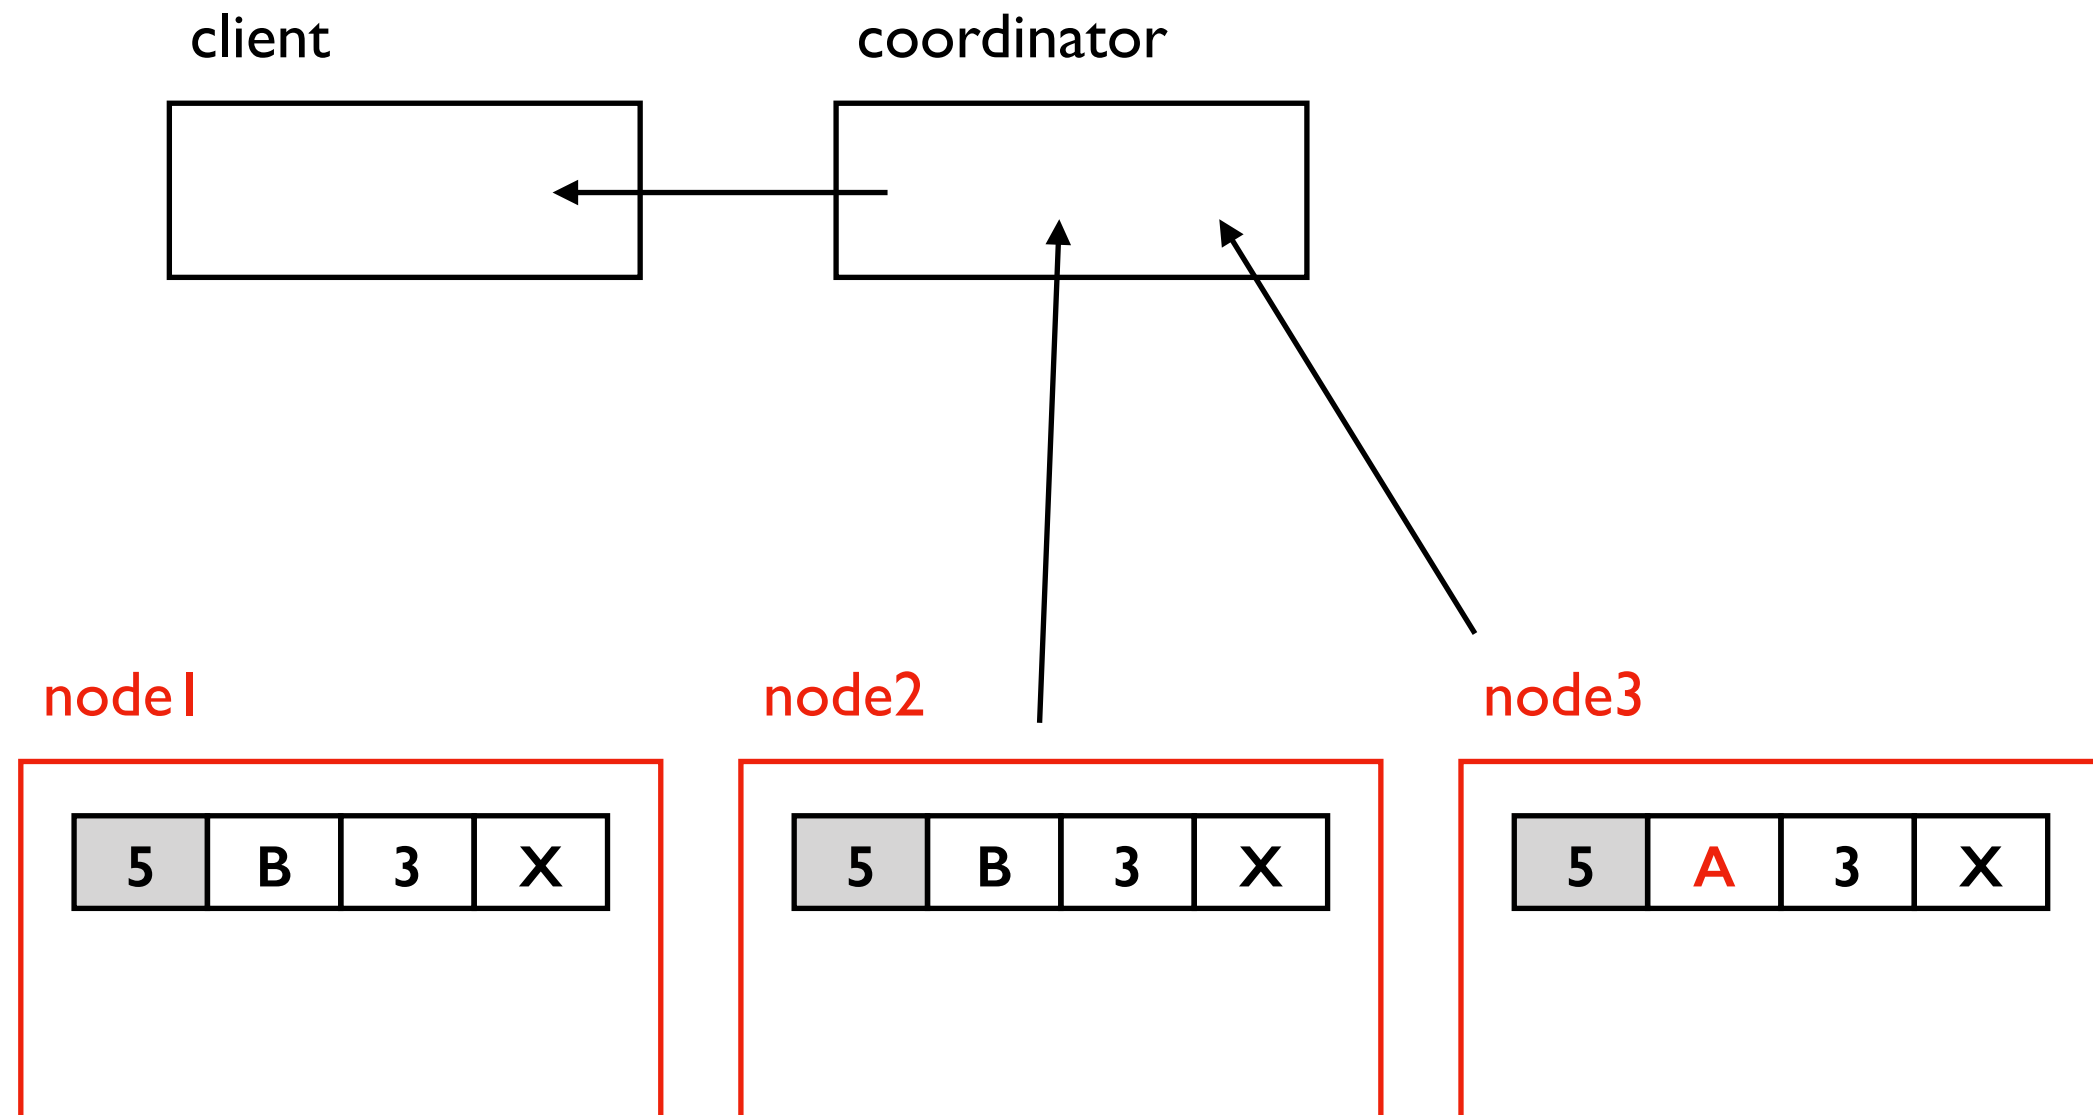 client coordinator
node1 node2 node3
5 B 3 X 5 B 3 X 5 A 3 X